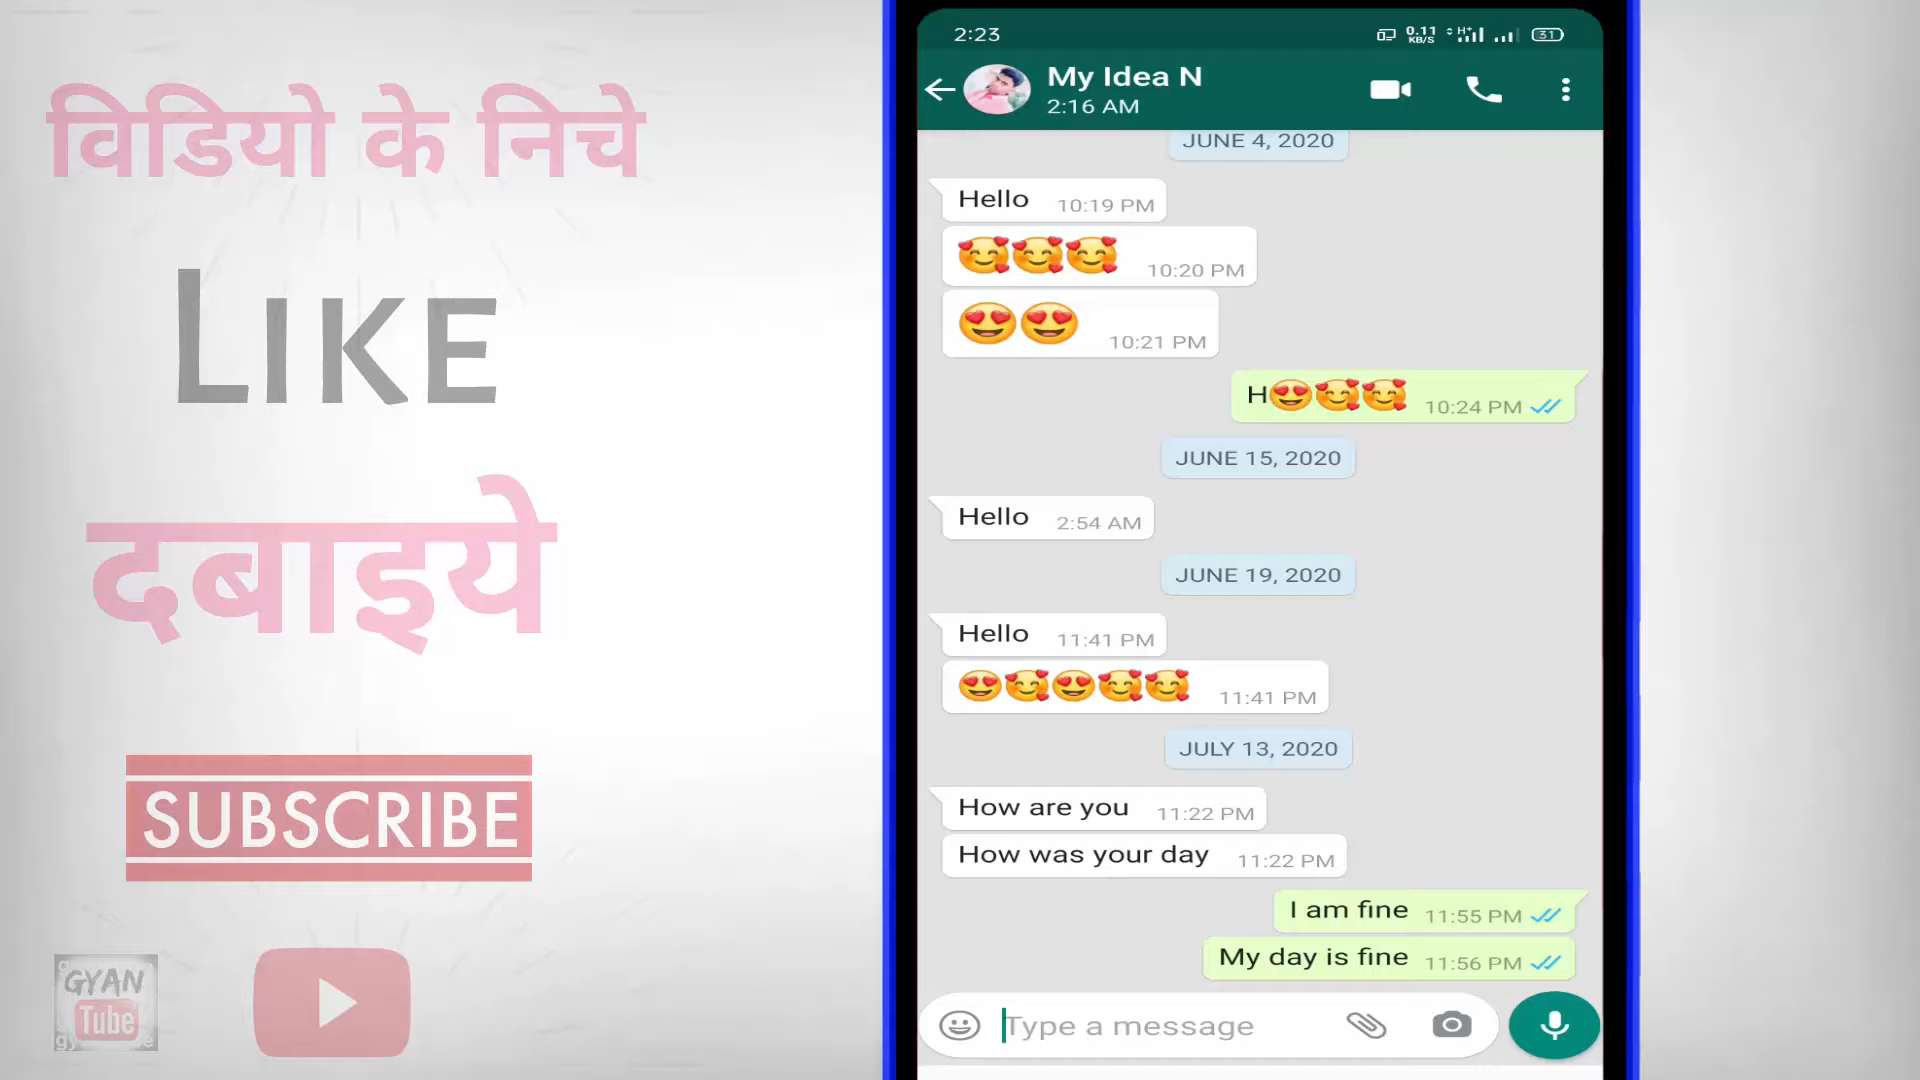 विडियो के निचे
LIKE
दबाइये
SUBSCRIBE
GYAN
Tube
2:23
0.11
KB/S
31
My Idea N
2:16 AM
JUNE 4, 2020
Hello 10:19 PM
🥰🥰🥰 10:20 PM
😍😍 10:21 PM
H😍🥰🥰 10:24 PM
JUNE 15, 2020
Hello 2:54 AM
JUNE 19, 2020
Hello 11:41 PM
😍🥰😍🥰🥰 11:41 PM
JULY 13, 2020
How are you 11:22 PM
How was your day 11:22 PM
I am fine 11:55 PM
My day is fine 11:56 PM
Type a message